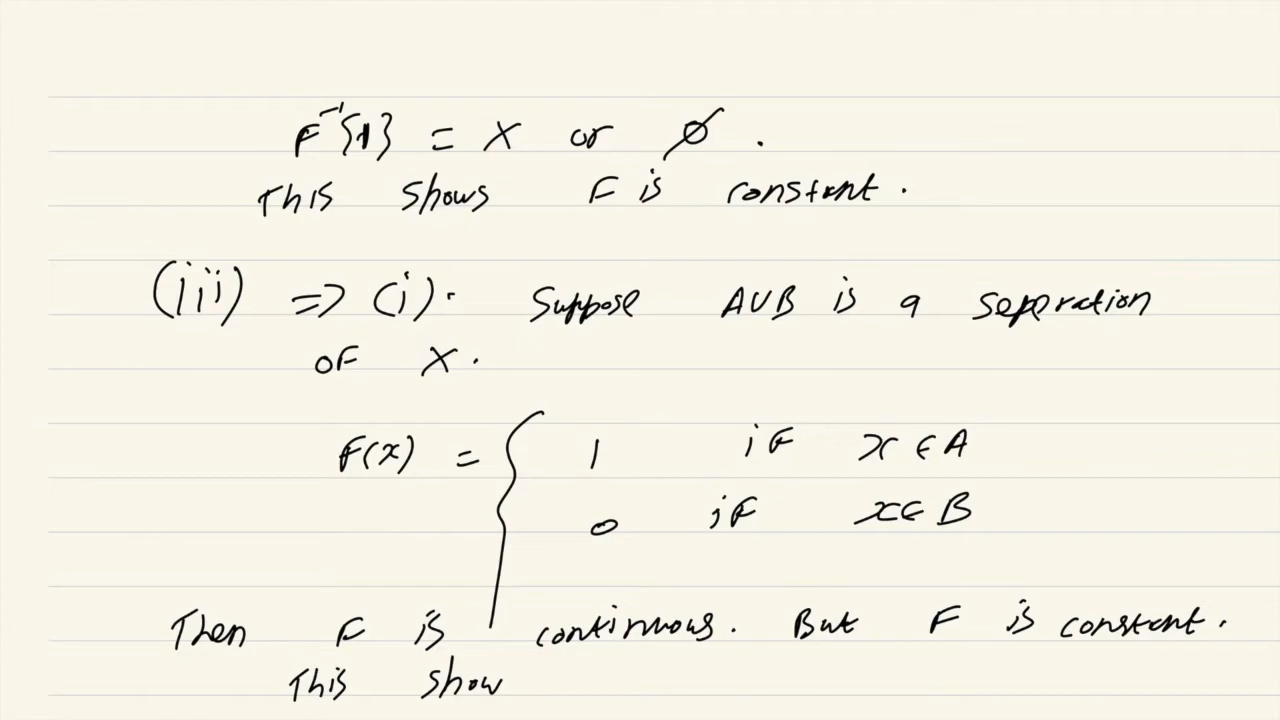 F⁻¹{1} = X or ∅.
This shows F is constant.
(iii) => (i). Suppose A∪B is a seperation
of X.
F(x) = { 1 if x ∈ A
0 if x ∈ B
Then F is continuous. But F is constant.
This show